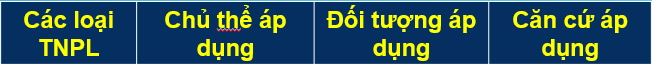 Các loại
TNPL
Chủ thể áp
dụng
Đối tượng áp
dụng
Căn cứ áp
dụng